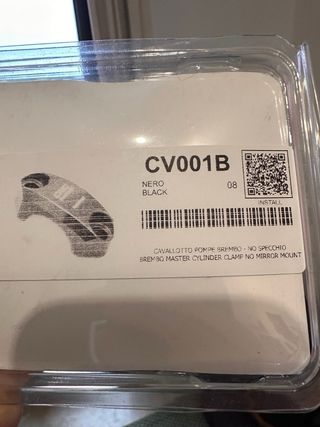 CV001B
NERO 08
BLACK
INSTALL
CAVALLOTTO POMPE BREMBO - NO SPECCHIO
BREMBO MASTER CYLINDER CLAMP NO MIRROR MOUNT